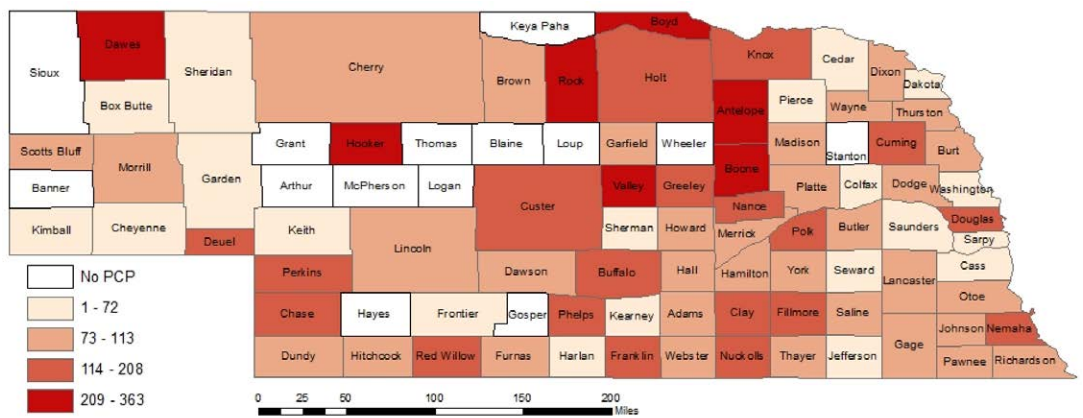 Keya Paha
Boyd
Dawes
Knox
Cedar
Sheridan
Cherry
Sioux
Brown
Rock
Holt
Dixon
Dakota
Box Butte
Pierce
Antelope
Wayne
Thurston
Grant
Hooker
Thomas
Blaine
Loup
Garfield
Wheeler
Madison
Stanton
Cuming
Burt
Scotts Bluff
Morrill
Garden
Banner
Arthur
McPherson
Logan
Valley
Greeley
Boone
Platte
Colfax
Dodge
Washington
Custer
Nance
Kimball
Cheyenne
Deuel
Keith
Lincoln
Sherman
Howard
Merrick
Polk
Butler
Saunders
Douglas
Sarpy
Perkins
Dawson
Buffalo
Hall
Hamilton
York
Seward
Lancaster
Cass
Otoe
Chase
Hayes
Frontier
Gosper
Phelps
Kearney
Adams
Clay
Fillmore
Saline
Johnson
Nemaha
Dundy
Hitchcock
Red Willow
Furnas
Harlan
Franklin
Webster
Nuckolls
Thayer
Jefferson
Gage
Pawnee
Richardson
No PCP
1 - 72
73 - 113
114 - 208
209 - 363
0 25 50 100 150 200
Miles